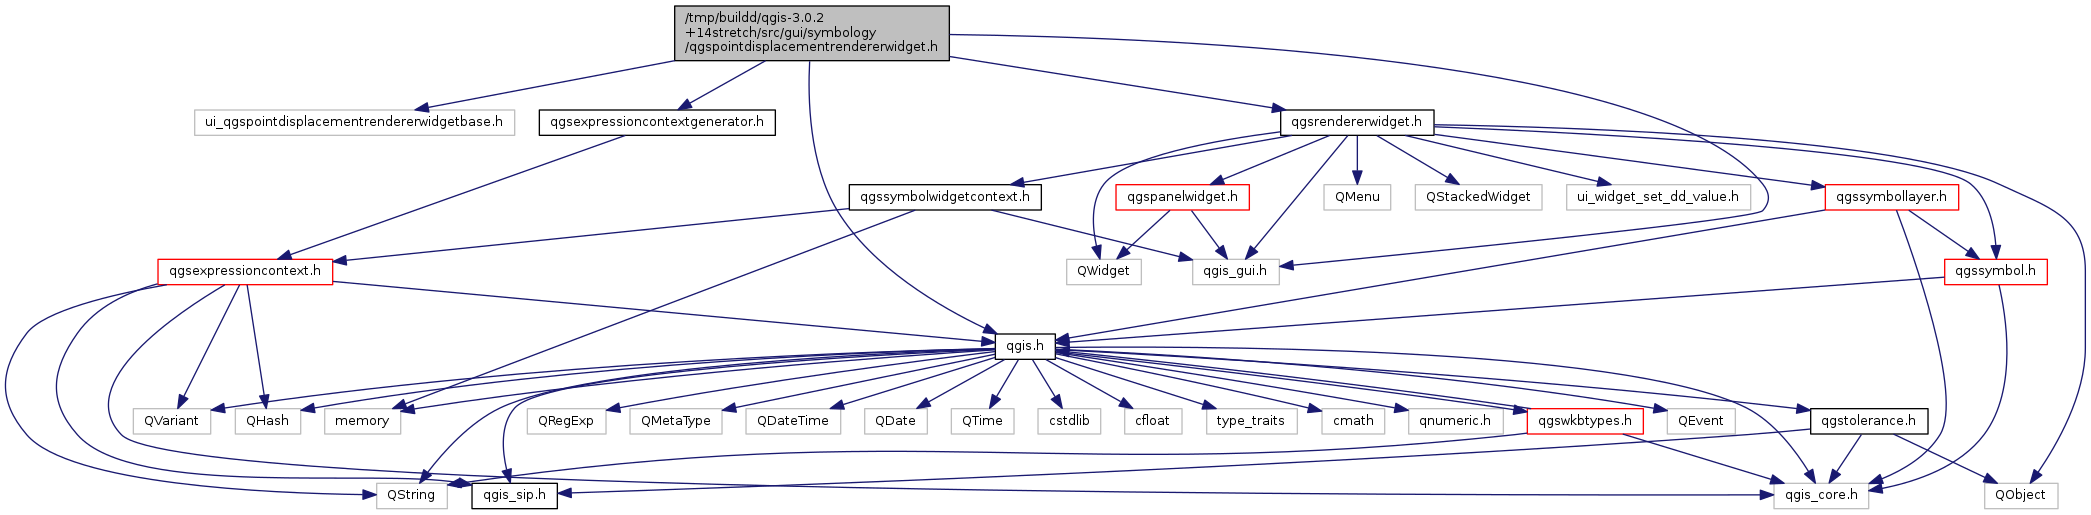 /tmp/buildd/qgis-3.0.2
+14stretch/src/gui/symbology
/qgspointdisplacementrendererwidget.h
ui_qgspointdisplacementrendererwidgetbase.h
qgsexpressioncontextgenerator.h
qgsrendererwidget.h
qgssymbolwidgetcontext.h
qgspanelwidget.h
QMenu
QStackedWidget
ui_widget_set_dd_value.h
qgssymbollayer.h
qgsexpressioncontext.h
QWidget
qgis_gui.h
qgssymbol.h
qgis.h
QVariant
QHash
memory
QRegExp
QMetaType
QDateTime
QDate
QTime
cstdlib
cfloat
type_traits
cmath
qnumeric.h
qgswkbtypes.h
QEvent
qgstolerance.h
QString
qgis_sip.h
qgis_core.h
QObject